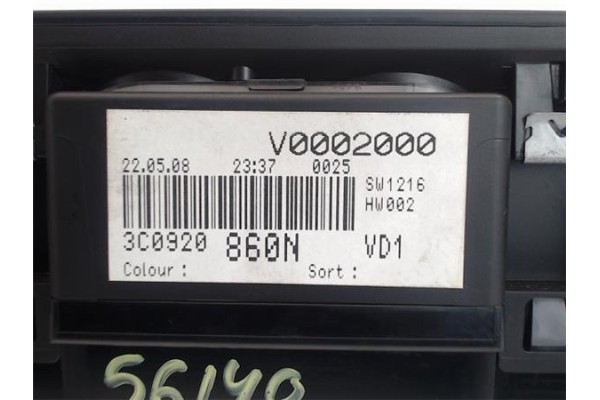 V0002000
22.05.08 23:37 0025
SW1216
HW002
3C0920 860N VD1
Colour : Sort :
56140